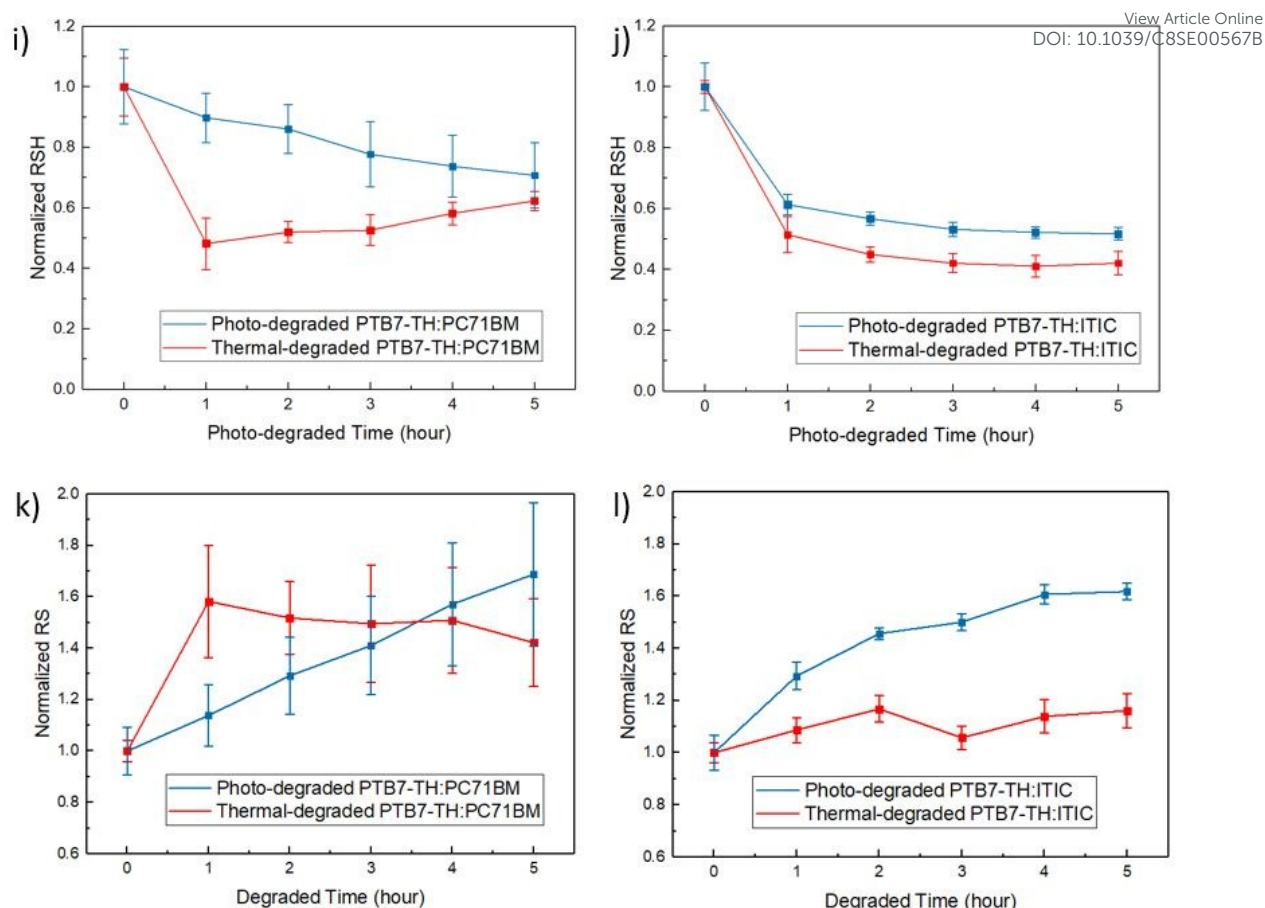 View Article Online
DOI: 10.1039/C8SE00567B
i)
1.2
1.0
0.8
0.6
0.4
0.2
0.0
Normalized RSH
Photo-degraded PTB7-TH:PC71BM
Thermal-degraded PTB7-TH:PC71BM
0 1 2 3 4 5
Photo-degraded Time (hour)
j)
1.2
1.0
0.8
0.6
0.4
0.2
0.0
Normalized RSH
Photo-degraded PTB7-TH:ITIC
Thermal-degraded PTB7-TH:ITIC
0 1 2 3 4 5
Photo-degraded Time (hour)
k)
2.0
1.8
1.6
1.4
1.2
1.0
0.8
0.6
Normalized RS
Photo-degraded PTB7-TH:PC71BM
Thermal-degraded PTB7-TH:PC71BM
0 1 2 3 4 5
Degraded Time (hour)
l)
2.0
1.8
1.6
1.4
1.2
1.0
0.8
0.6
Normalized RS
Photo-degraded PTB7-TH:ITIC
Thermal-degraded PTB7-TH:ITIC
0 1 2 3 4 5
Degraded Time (hour)